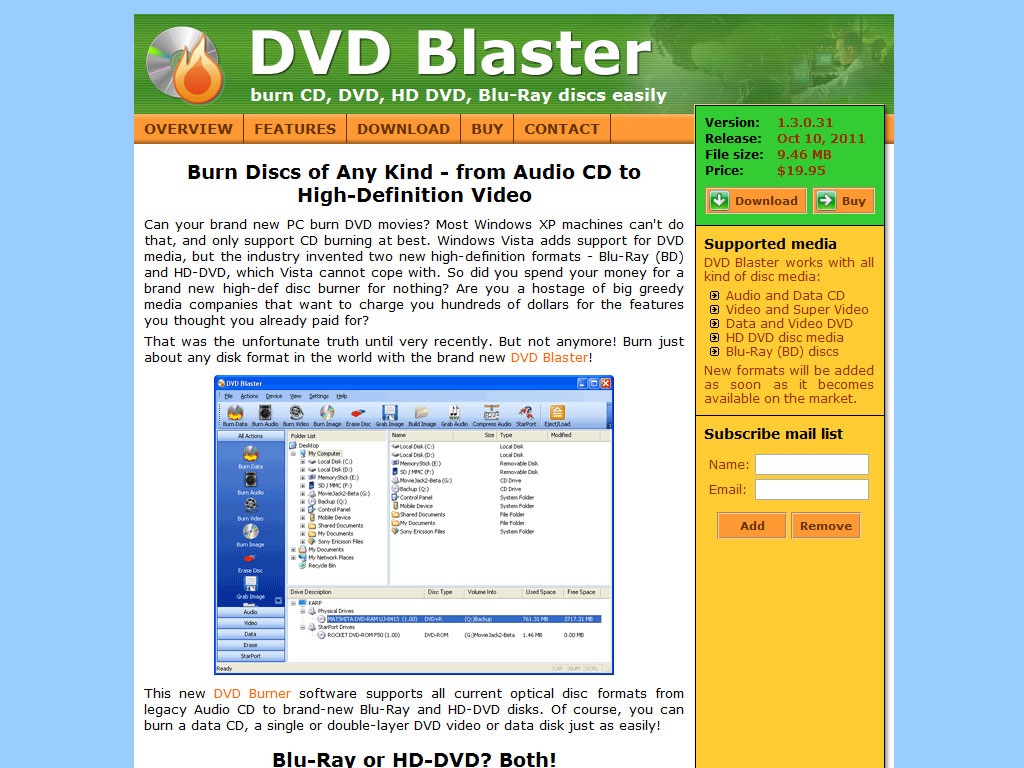 DVD Blaster
burn CD, DVD, HD DVD, Blu-Ray discs easily
OVERVIEW FEATURES DOWNLOAD BUY CONTACT
Version: 1.3.0.31
Release: Oct 10, 2011
File size: 9.46 MB
Price: $19.95
Download Buy
Burn Discs of Any Kind - from Audio CD to
High-Definition Video
Can your brand new PC burn DVD movies? Most Windows XP machines can't do
that, and only support CD burning at best. Windows Vista adds support for DVD
media, but the industry invented two new high-definition formats - Blu-Ray (BD)
and HD-DVD, which Vista cannot cope with. So did you spend your money for a
brand new high-def disc burner for nothing? Are you a hostage of big greedy
media companies that want to charge you hundreds of dollars for the features
you thought you already paid for?
That was the unfortunate truth until very recently. But not anymore! Burn just
about any disk format in the world with the brand new DVD Blaster!
DVD Blaster
File Actions Device View Settings Help
Burn Data Burn Audio Burn Video Burn Image Erase Disc Grab Image Build Image Grab Audio Compress Audio StarPort Eject/Load
All Actions
Burn Data
Burn Audio
Burn Video
Burn Image
Erase Disc
Grab Image
Audio
Video
Data
Erase
StarPort
Folder List
Desktop
My Computer
Local Disk (C:)
Local Disk (D:)
MemoryStick (E:)
SD / MMC (F:)
MovieJack2-Beta (G:)
Backup (Q:)
Control Panel
Mobile Device
Shared Documents
My Documents
Sony Ericsson Files
My Documents
My Network Places
Recycle Bin
Name Size Type Modified
Local Disk (C:) Local Disk
Local Disk (D:) Local Disk
MemoryStick (E:) Removable Disk
SD / MMC (F:) Removable Disk
MovieJack2-Beta (G:) CD Drive
Backup (Q:) CD Drive
Control Panel System Folder
Mobile Device System Folder
Shared Documents File Folder
My Documents File Folder
Sony Ericsson Files System Folder
Drive Description Disc Type Volume Info Used Space Free Space
KARP
Physical Drives
MATSHITA DVD-RAM UJ-841S (1.00) DVD+R (Q:)Backup 761.31 MB 3717.31 MB
StarPort Drives
ROCKET DVD-ROM F50 (1.00) DVD-ROM (G:)MovieJack2-Beta 1.46 MB 0.00 MB
Ready CAP NUM SCRL
This new DVD Burner software supports all current optical disc formats from
legacy Audio CD to brand-new Blu-Ray and HD-DVD disks. Of course, you can
burn a data CD, a single or double-layer DVD video or data disk just as easily!
Blu-Ray or HD-DVD? Both!
Supported media
DVD Blaster works with all
kind of disc media:
Audio and Data CD
Video and Super Video
Data and Video DVD
HD DVD disc media
Blu-Ray (BD) discs
New formats will be added
as soon as it becomes
available on the market.
Subscribe mail list
Name:
Email:
Add Remove